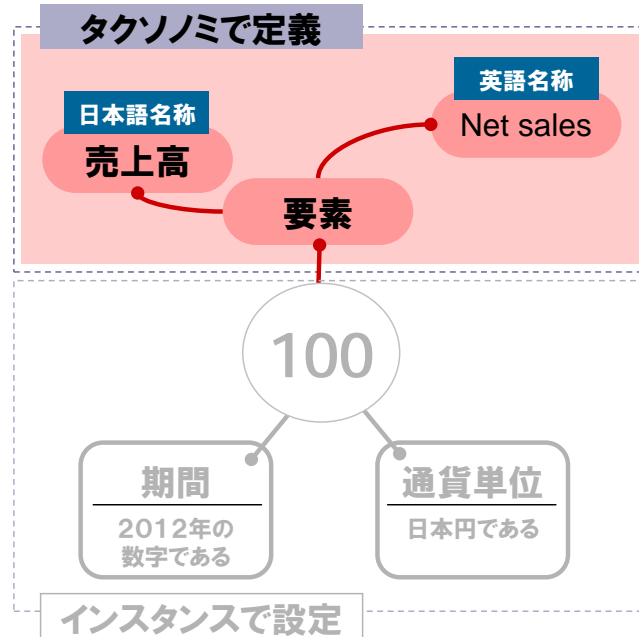 タクソノミで定義
英語名称
Net sales
日本語名称
売上高
要素
100
期間
2012年の
数字である
通貨単位
日本円である
インスタンスで設定